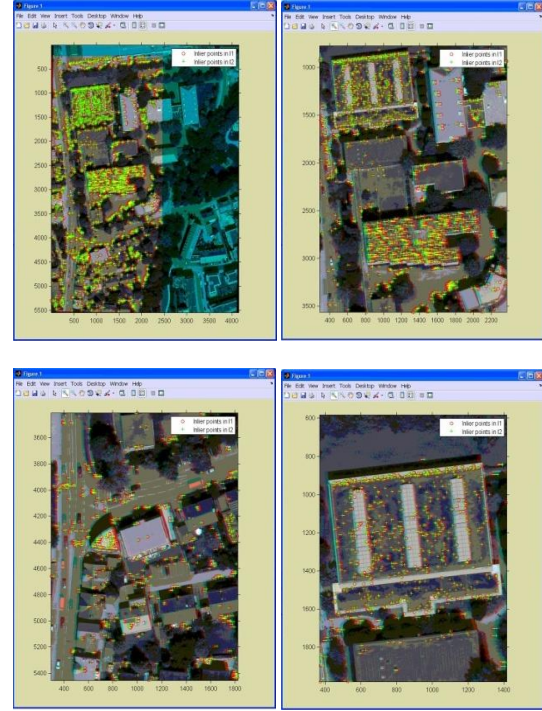 Figure 1
File Edit View Insert Tools Desktop Window Help
Inlier points in I1
Inlier points in I2
500
1000
1500
2000
2500
3000
3500
4000
4500
5000
5500
500 1000 1500 2000 2500 3000 3500 4000
Figure 1
File Edit View Insert Tools Desktop Window Help
Inlier points in I1
Inlier points in I2
1000
1500
2000
2500
3000
3500
400 600 800 1000 1200 1400 1600 1800 2000 2200
Figure 1
File Edit View Insert Tools Desktop Window Help
Inlier points in I1
Inlier points in I2
3600
3800
4000
4200
4400
4600
4800
5000
5200
5400
400 600 800 1000 1200 1400 1600 1800
Figure 1
File Edit View Insert Tools Desktop Window Help
Inlier points in I1
Inlier points in I2
600
800
1000
1200
1400
1600
400 600 800 1000 1200 1400